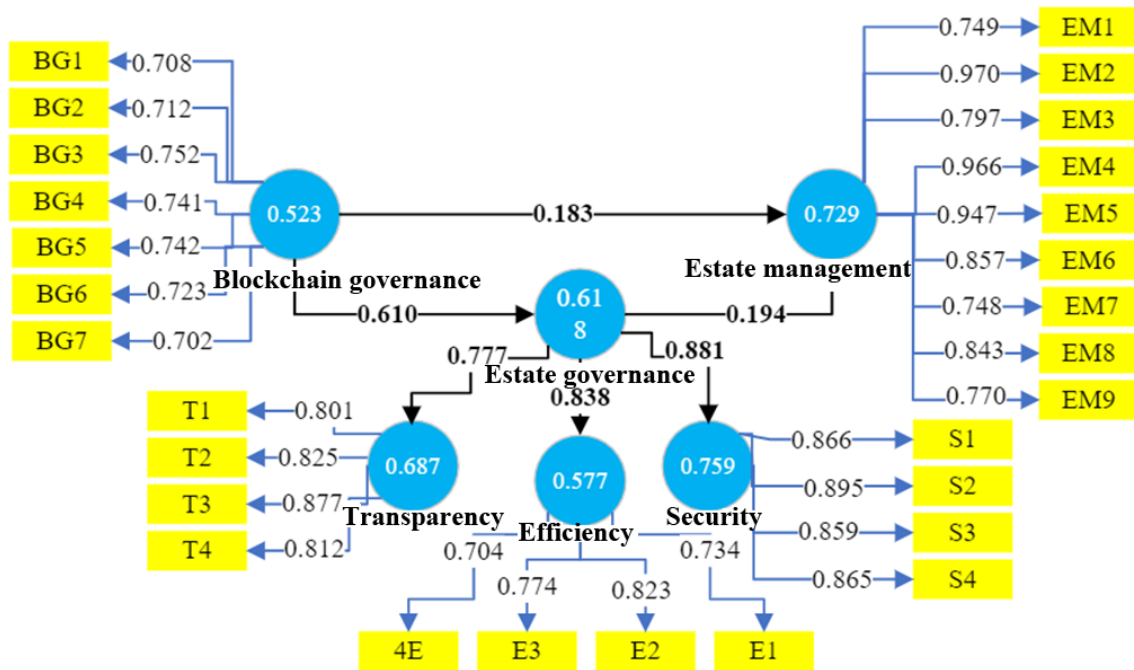 BG1
0.708
BG2
0.712
BG3
0.752
BG4
0.741
BG5
0.742
BG6
0.723
BG7
0.702
0.523
Blockchain governance
0.183
0.729
Estate management
0.749
EM1
0.970
EM2
0.797
EM3
0.966
EM4
0.947
EM5
0.857
EM6
0.748
EM7
0.843
EM8
0.770
EM9
0.610
0.61
8
0.194
Estate governance
0.777
0.838
0.881
T1
0.801
T2
0.825
T3
0.877
T4
0.812
0.687
Transparency
0.577
Efficiency
0.759
Security
0.866
S1
0.895
S2
0.859
S3
0.865
S4
0.704
0.774
0.823
0.734
4E
E3
E2
E1